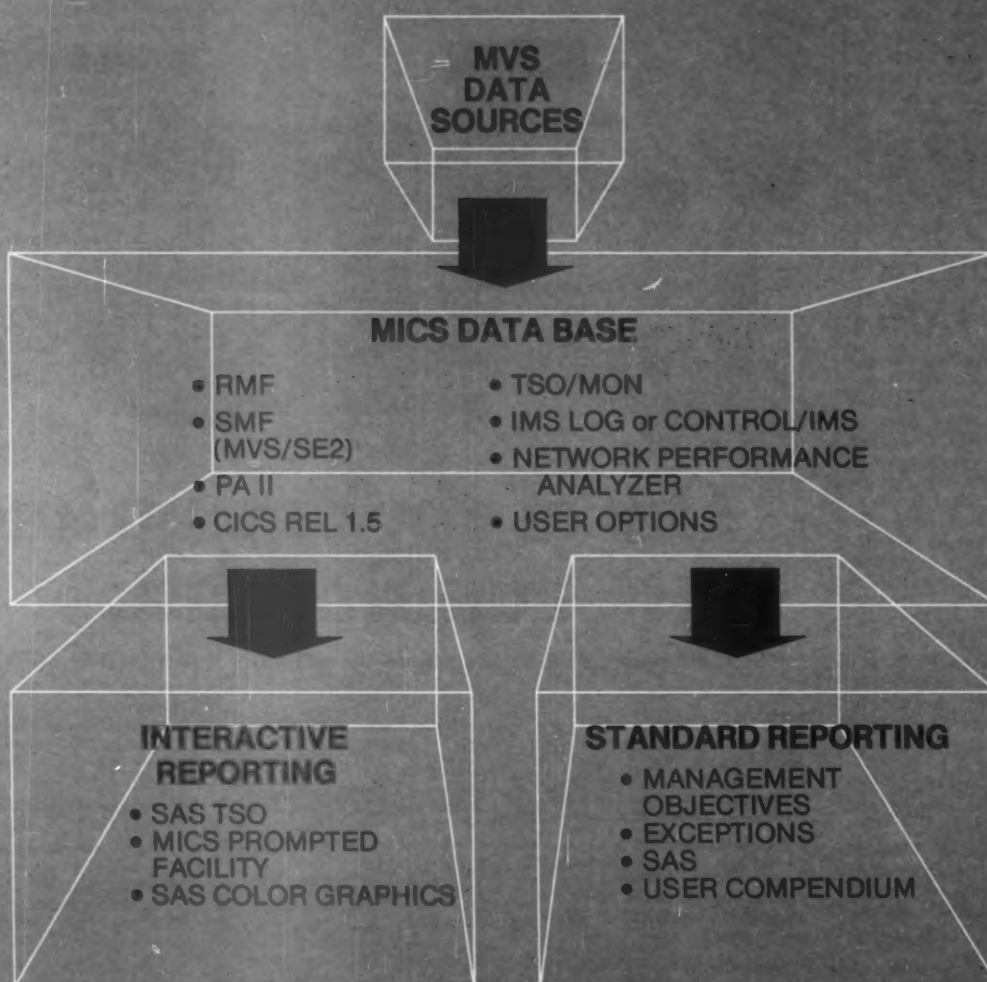 MVS
DATA
SOURCES
MICS DATA BASE
• RMF
• SMF
(MVS/SE2)
• PA II
• CICS REL 1.5
• TSO/MON
• IMS LOG or CONTROL/IMS
• NETWORK PERFORMANCE
ANALYZER
• USER OPTIONS
INTERACTIVE
REPORTING
• SAS TSO
• MICS PROMPTED
FACILITY
• SAS COLOR GRAPHICS
STANDARD REPORTING
• MANAGEMENT
OBJECTIVES
• EXCEPTIONS
• SAS
• USER COMPENDIUM